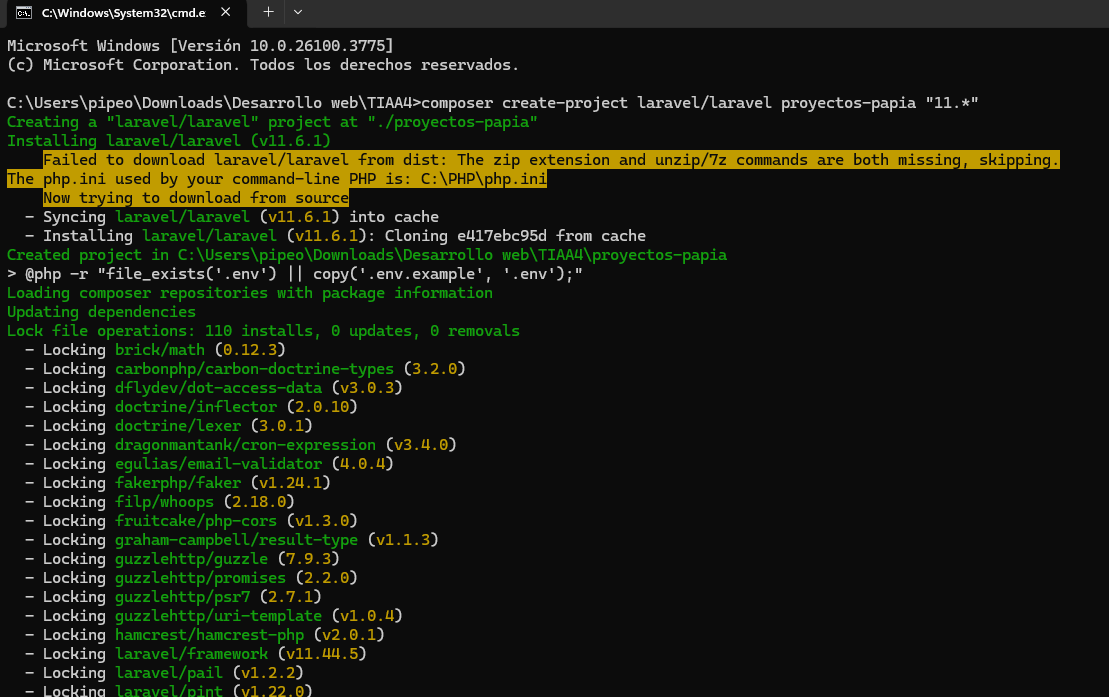 C:\Windows\System32\cmd.e
Microsoft Windows [Versión 10.0.26100.3775]
(c) Microsoft Corporation. Todos los derechos reservados.
C:\Users\pipeo\Downloads\Desarrollo web\TIAA4>composer create-project laravel/laravel proyectos-papia "11.*"
Creating a "laravel/laravel" project at "./proyectos-papia"
Installing laravel/laravel (v11.6.1)
Failed to download laravel/laravel from dist: The zip extension and unzip/7z commands are both missing, skipping.
The php.ini used by your command-line PHP is: C:\PHP\php.ini
Now trying to download from source
- Syncing laravel/laravel (v11.6.1) into cache
- Installing laravel/laravel (v11.6.1): Cloning e417ebc95d from cache
Created project in C:\Users\pipeo\Downloads\Desarrollo web\TIAA4\proyectos-papia
> @php -r "file_exists('.env') || copy('.env.example', '.env');"
Loading composer repositories with package information
Updating dependencies
Lock file operations: 110 installs, 0 updates, 0 removals
- Locking brick/math (0.12.3)
- Locking carbonphp/carbon-doctrine-types (3.2.0)
- Locking dflydev/dot-access-data (v3.0.3)
- Locking doctrine/inflector (2.0.10)
- Locking doctrine/lexer (3.0.1)
- Locking dragonmantank/cron-expression (v3.4.0)
- Locking egulias/email-validator (4.0.4)
- Locking fakerphp/faker (v1.24.1)
- Locking filp/whoops (2.18.0)
- Locking fruitcake/php-cors (v1.3.0)
- Locking graham-campbell/result-type (v1.1.3)
- Locking guzzlehttp/guzzle (7.9.3)
- Locking guzzlehttp/promises (2.2.0)
- Locking guzzlehttp/psr7 (2.7.1)
- Locking guzzlehttp/uri-template (v1.0.4)
- Locking hamcrest/hamcrest-php (v2.0.1)
- Locking laravel/framework (v11.44.5)
- Locking laravel/pail (v1.2.2)
- Locking laravel/pint (v1.22.0)